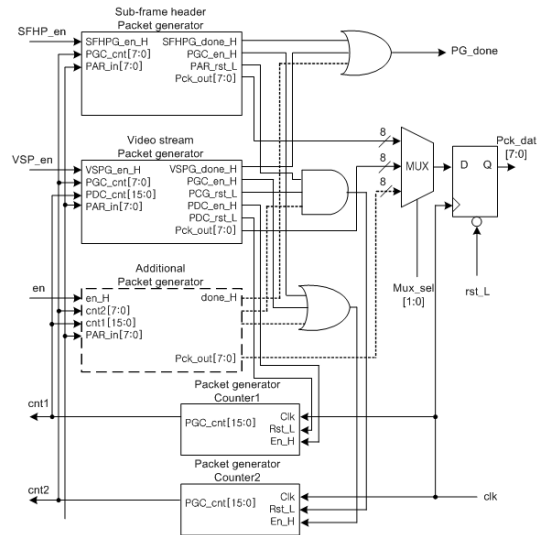 Sub-frame header
Packet generator
SFHP_en
SFHPG_en_H
SFHPG_done_H
PGC_cnt[7:0]
PGC_en_H
PAR_in[7:0]
PAR_rst_L
Pck_out[7:0]
PG_done
Video stream
Packet generator
VSP_en
VSPG_en_H
VSPG_done_H
PGC_cnt[7:0]
PGC_en_H
PDC_cnt[15:0]
PCG_rst_L
PAR_in[7:0]
PDC_en_H
PDC_rst_L
Pck_out[7:0]
8
8
8
MUX
Mux_sel
[1:0]
D
Q
Pck_dat
[7:0]
rst_L
Additional
Packet generator
en
en_H
done_H
cnt2[7:0]
cnt1[15:0]
PAR_in[7:0]
Pck_out[7:0]
Packet generator
Counter1
cnt1
PGC_cnt[15:0]
Clk
Rst_L
En_H
Packet generator
Counter2
cnt2
PGC_cnt[15:0]
Clk
Rst_L
En_H
clk